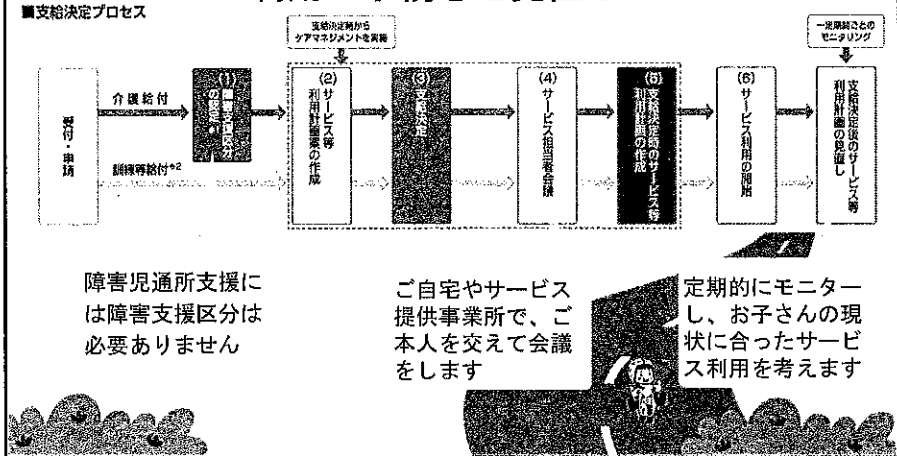 ■支給決定プロセス
支給決定時から
ケアマネジメントを実施
一定期間ごとの
モニタリング
受付・申請
介護給付
訓練等給付*2
(1)
障害支援区分
の認定
(2)
サービス等
利用計画案の作成
(3)
支給決定
(4)
サービス担当者会議
(5)
支給決定時のサービス等
利用計画の作成
(6)
サービス利用の開始
支給決定後のサービス等
利用計画の見直し
障害児通所支援に
は障害支援区分は
必要ありません
ご自宅やサービス
提供事業所で、ご
本人を交えて会議
をします
定期的にモニター
し、お子さんの現
状に合ったサービ
ス利用を考えます